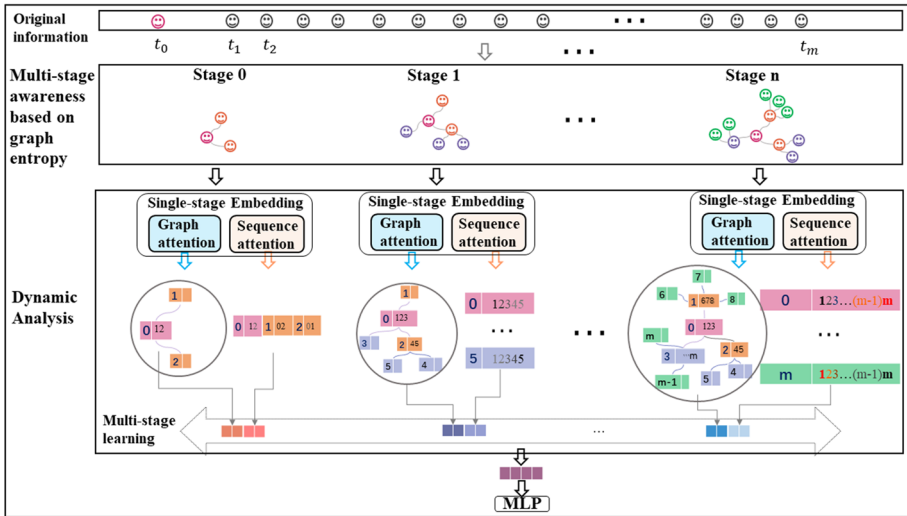 Original
information
...
t0 t1 t2 tm
...
Multi-stage
awareness
based on
graph
entropy
Stage 0 Stage 1 Stage n
...
Single-stage Embedding Single-stage Embedding Single-stage Embedding
Graph attention Sequence attention Graph attention Sequence attention Graph attention Sequence attention
Dynamic
Analysis
1
0 12
2
0 12 1 02 2 01
1
0 123
3 2 45
5 4
0 12345
...
5 12345
...
7
6 1 678 8
0 123
m 2 45
3 ...m
m-1 5 4
0 123...(m-1)m
...
m 123...(m-1)m
Multi-stage
learning
...
MLP